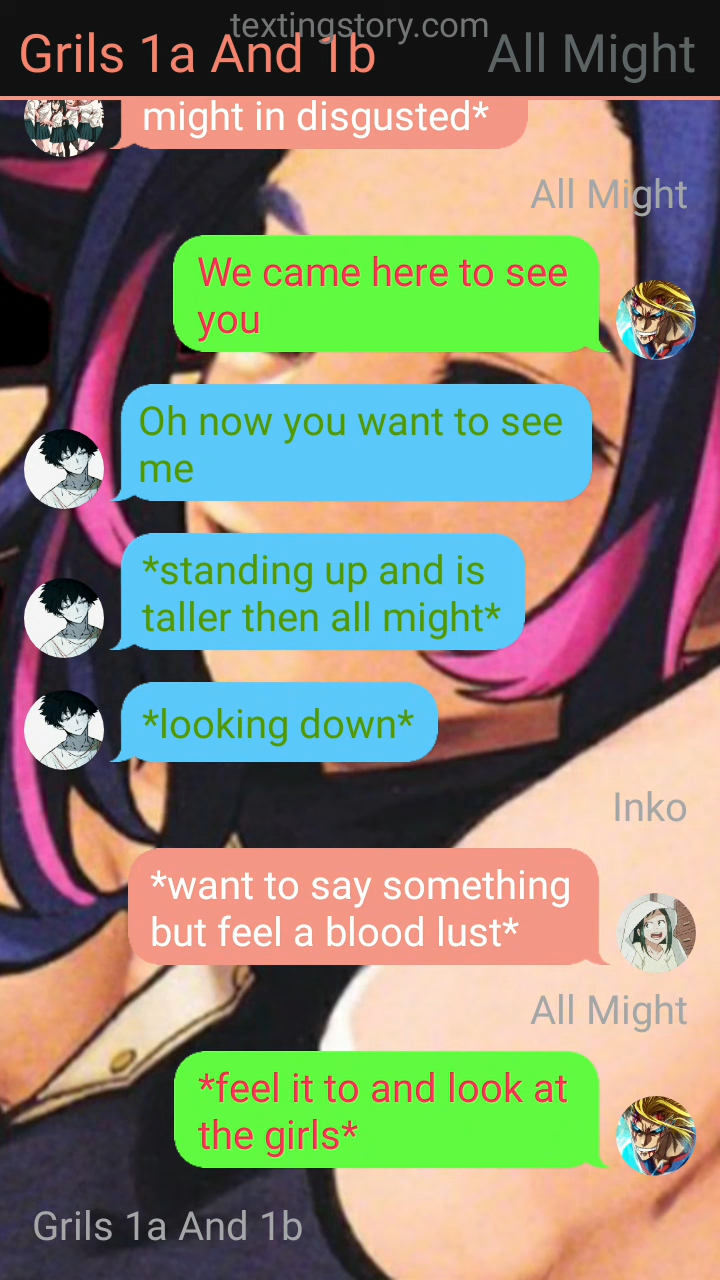 textingstory.com
Grils 1a And 1b
All Might
might in disgusted*
All Might
We came here to see
you
Oh now you want to see
me
*standing up and is
taller then all might*
*looking down*
Inko
*want to say something
but feel a blood lust*
All Might
*feel it to and look at
the girls*
Grils 1a And 1b